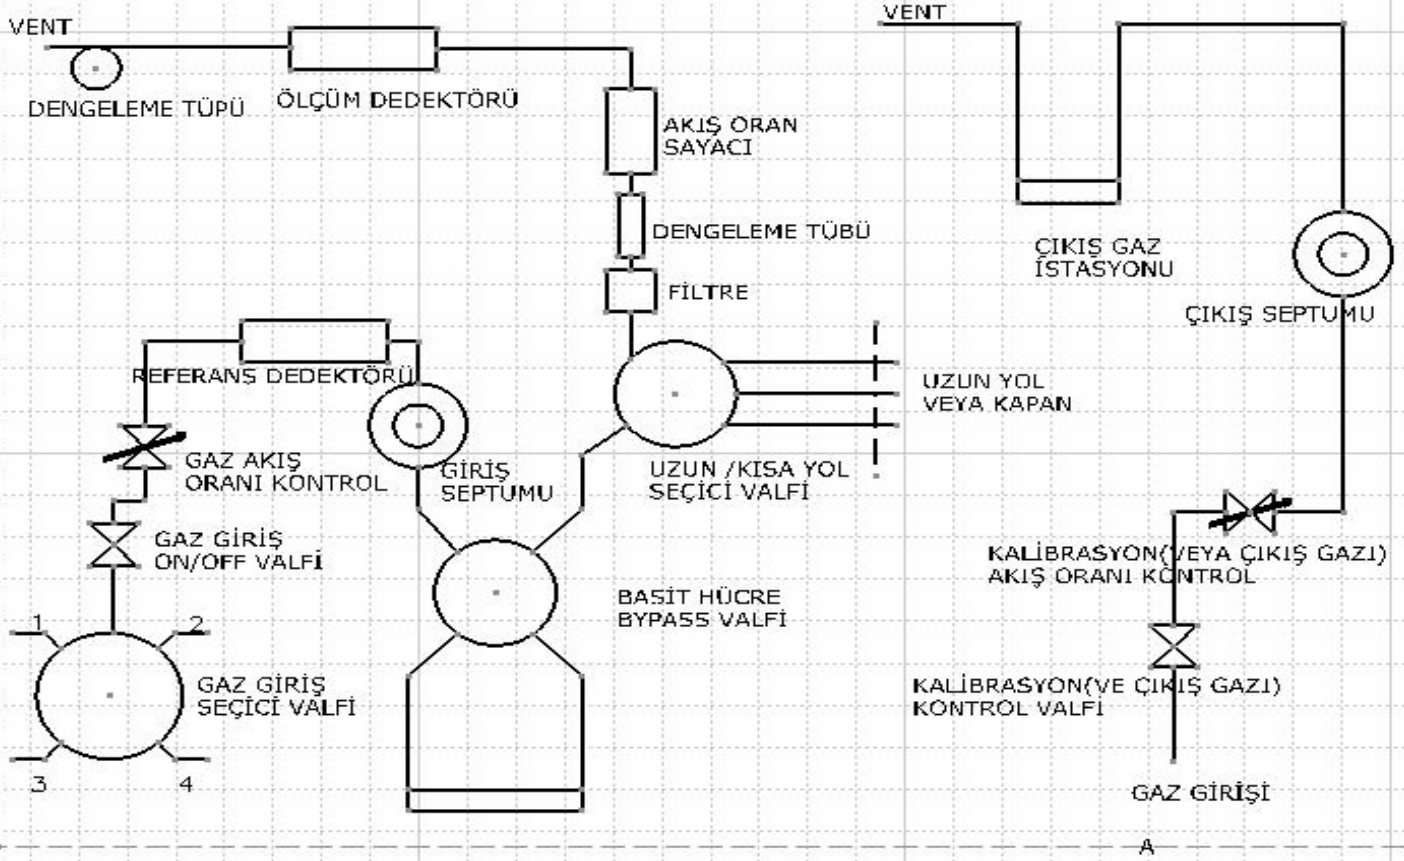 VENT
DENGELEME TÜPÜ
ÖLÇÜM DEDEKTÖRÜ
AKIŞ ORAN
SAYACI
DENGELEME TÜBÜ
FİLTRE
REFERANS DEDEKTÖRÜ
GAZ AKIŞ
ORANI KONTROL
GİRİŞ
SEPTUMU
UZUN /KISA YOL
SEÇİCİ VALFİ
UZUN YOL
VEYA KAPAN
GAZ GİRİŞ
ON/OFF VALFİ
BASİT HÜCRE
BYPASS VALFİ
1
2
GAZ GİRİŞ
SEÇİCİ VALFİ
3
4
VENT
ÇIKIŞ GAZ
İSTASYONU
ÇIKIŞ SEPTUMU
KALİBRASYON(VEYA ÇIKIŞ GAZI)
AKIŞ ORANI KONTROL
KALİBRASYON(VE ÇIKIŞ GAZI)
KONTROL VALFİ
GAZ GİRİŞİ
A